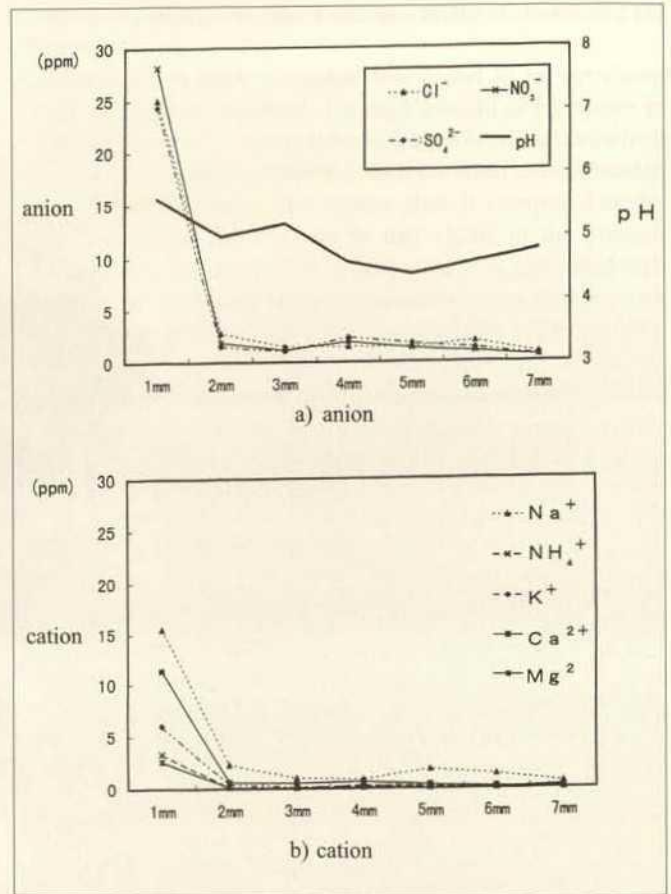 (ppm)
30
25
20
15
10
5
0
anion
Cl⁻
NO₃⁻
SO₄²⁻
pH
8
7
6
5
4
3
pH
1mm 2mm 3mm 4mm 5mm 6mm 7mm
a) anion
(ppm)
30
25
20
15
10
5
0
cation
Na⁺
NH₄⁺
K⁺
Ca²⁺
Mg²
1mm 2mm 3mm 4mm 5mm 6mm 7mm
b) cation